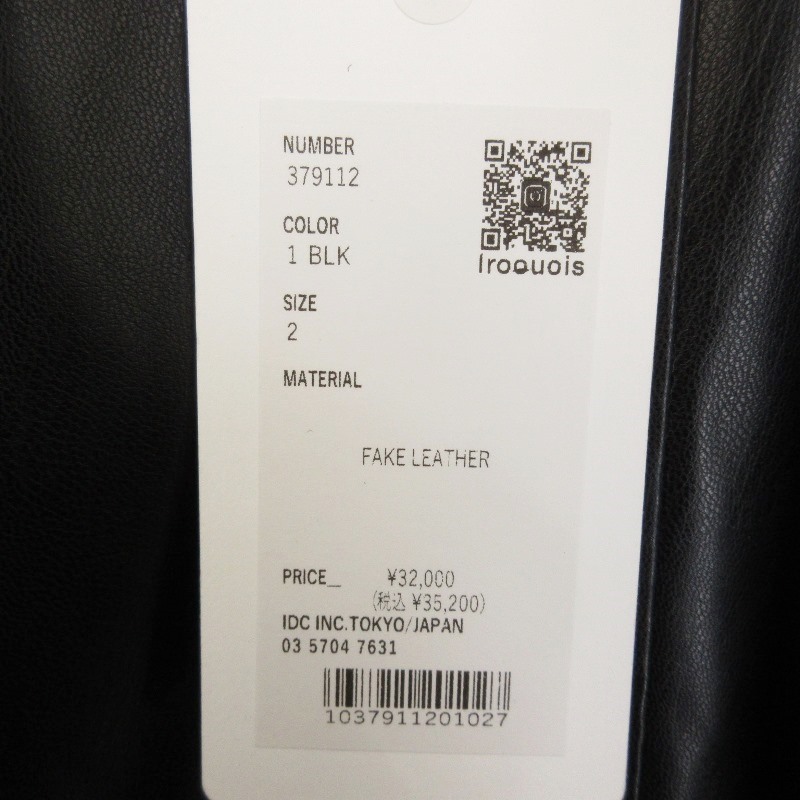 NUMBER
379112
COLOR
1 BLK
Iroquois
SIZE
2
MATERIAL
FAKE LEATHER
PRICE_ ¥32,000
(税込 ¥35,200)
IDC INC.TOKYO/JAPAN
03 5704 7631
1037911201027